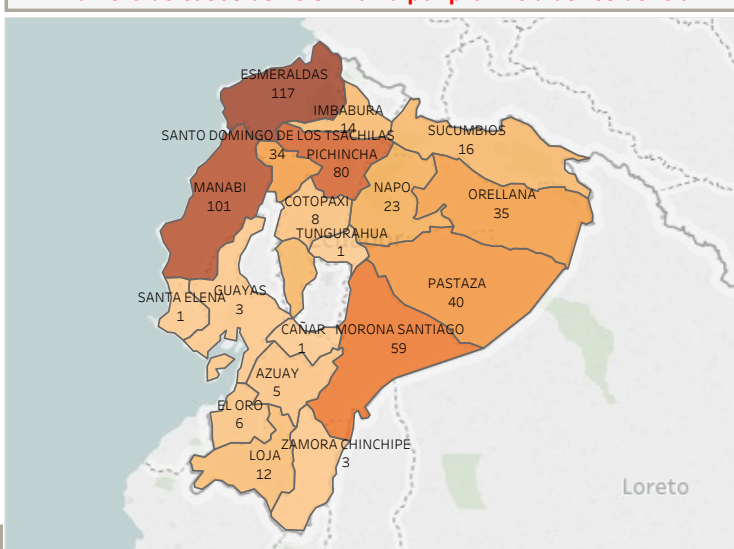 ESMERALDAS
117
IMBABURA
14
SANTO DOMINGO DE LOS TSACHILAS
34
SUCUMBIOS
16
PICHINCHA
80
MANABI
101
NAPO
23
ORELLANA
35
COTOPAXI
8
TUNGURAHUA
1
Ecuador
PASTAZA
40
SANTA ELENA
1
GUAYAS
3
CAÑAR
1
MORONA SANTIAGO
59
AZUAY
5
EL ORO
6
LOJA
12
ZAMORA CHINCHIPE
3
Loreto